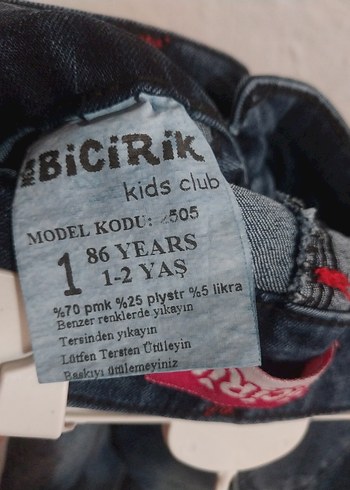 BiCiRiK
kids club
MODEL KODU: 2505
1
86 YEARS
1-2 YAŞ
%70 pmk %25 plystr %5 likra
Benzer renklerde yıkayın
Tersinden yıkayın
Lütfen Tersten Ütüleyin
Baskıyı ütülemeyiniz